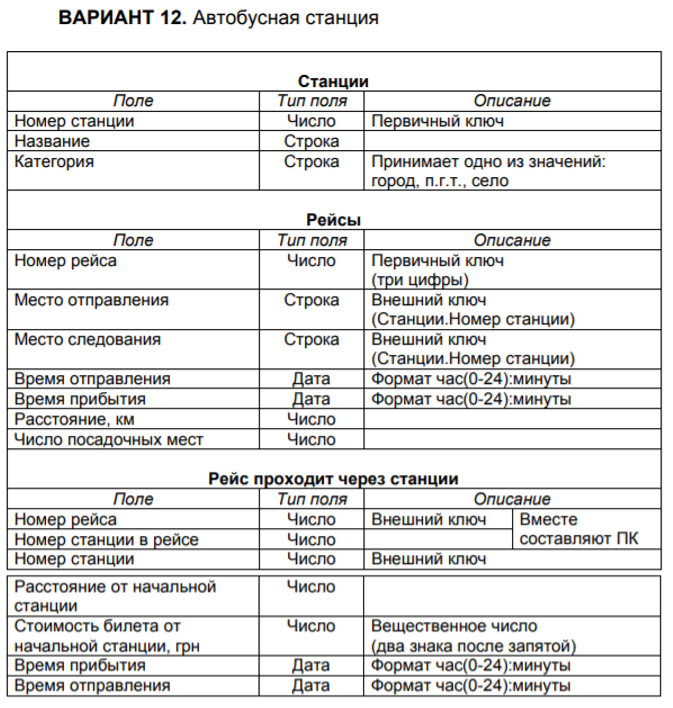 ВАРИАНТ 12. Автобусная станция
Станции
Поле Тип поля Описание
Номер станции Число Первичный ключ
Название Строка
Категория Строка Принимает одно из значений:
город, п.г.т., село
Рейсы
Поле Тип поля Описание
Номер рейса Число Первичный ключ
(три цифры)
Место отправления Строка Внешний ключ
(Станции.Номер станции)
Место следования Строка Внешний ключ
(Станции.Номер станции)
Время отправления Дата Формат час(0-24):минуты
Время прибытия Дата Формат час(0-24):минуты
Расстояние, км Число
Число посадочных мест Число
Рейс проходит через станции
Поле Тип поля Описание
Номер рейса Число Внешний ключ Вместе
Номер станции в рейсе Число составляют ПК
Номер станции Число Внешний ключ
Расстояние от начальной Число
станции
Стоимость билета от Число Вещественное число
начальной станции, грн (два знака после запятой)
Время прибытия Дата Формат час(0-24):минуты
Время отправления Дата Формат час(0-24):минуты